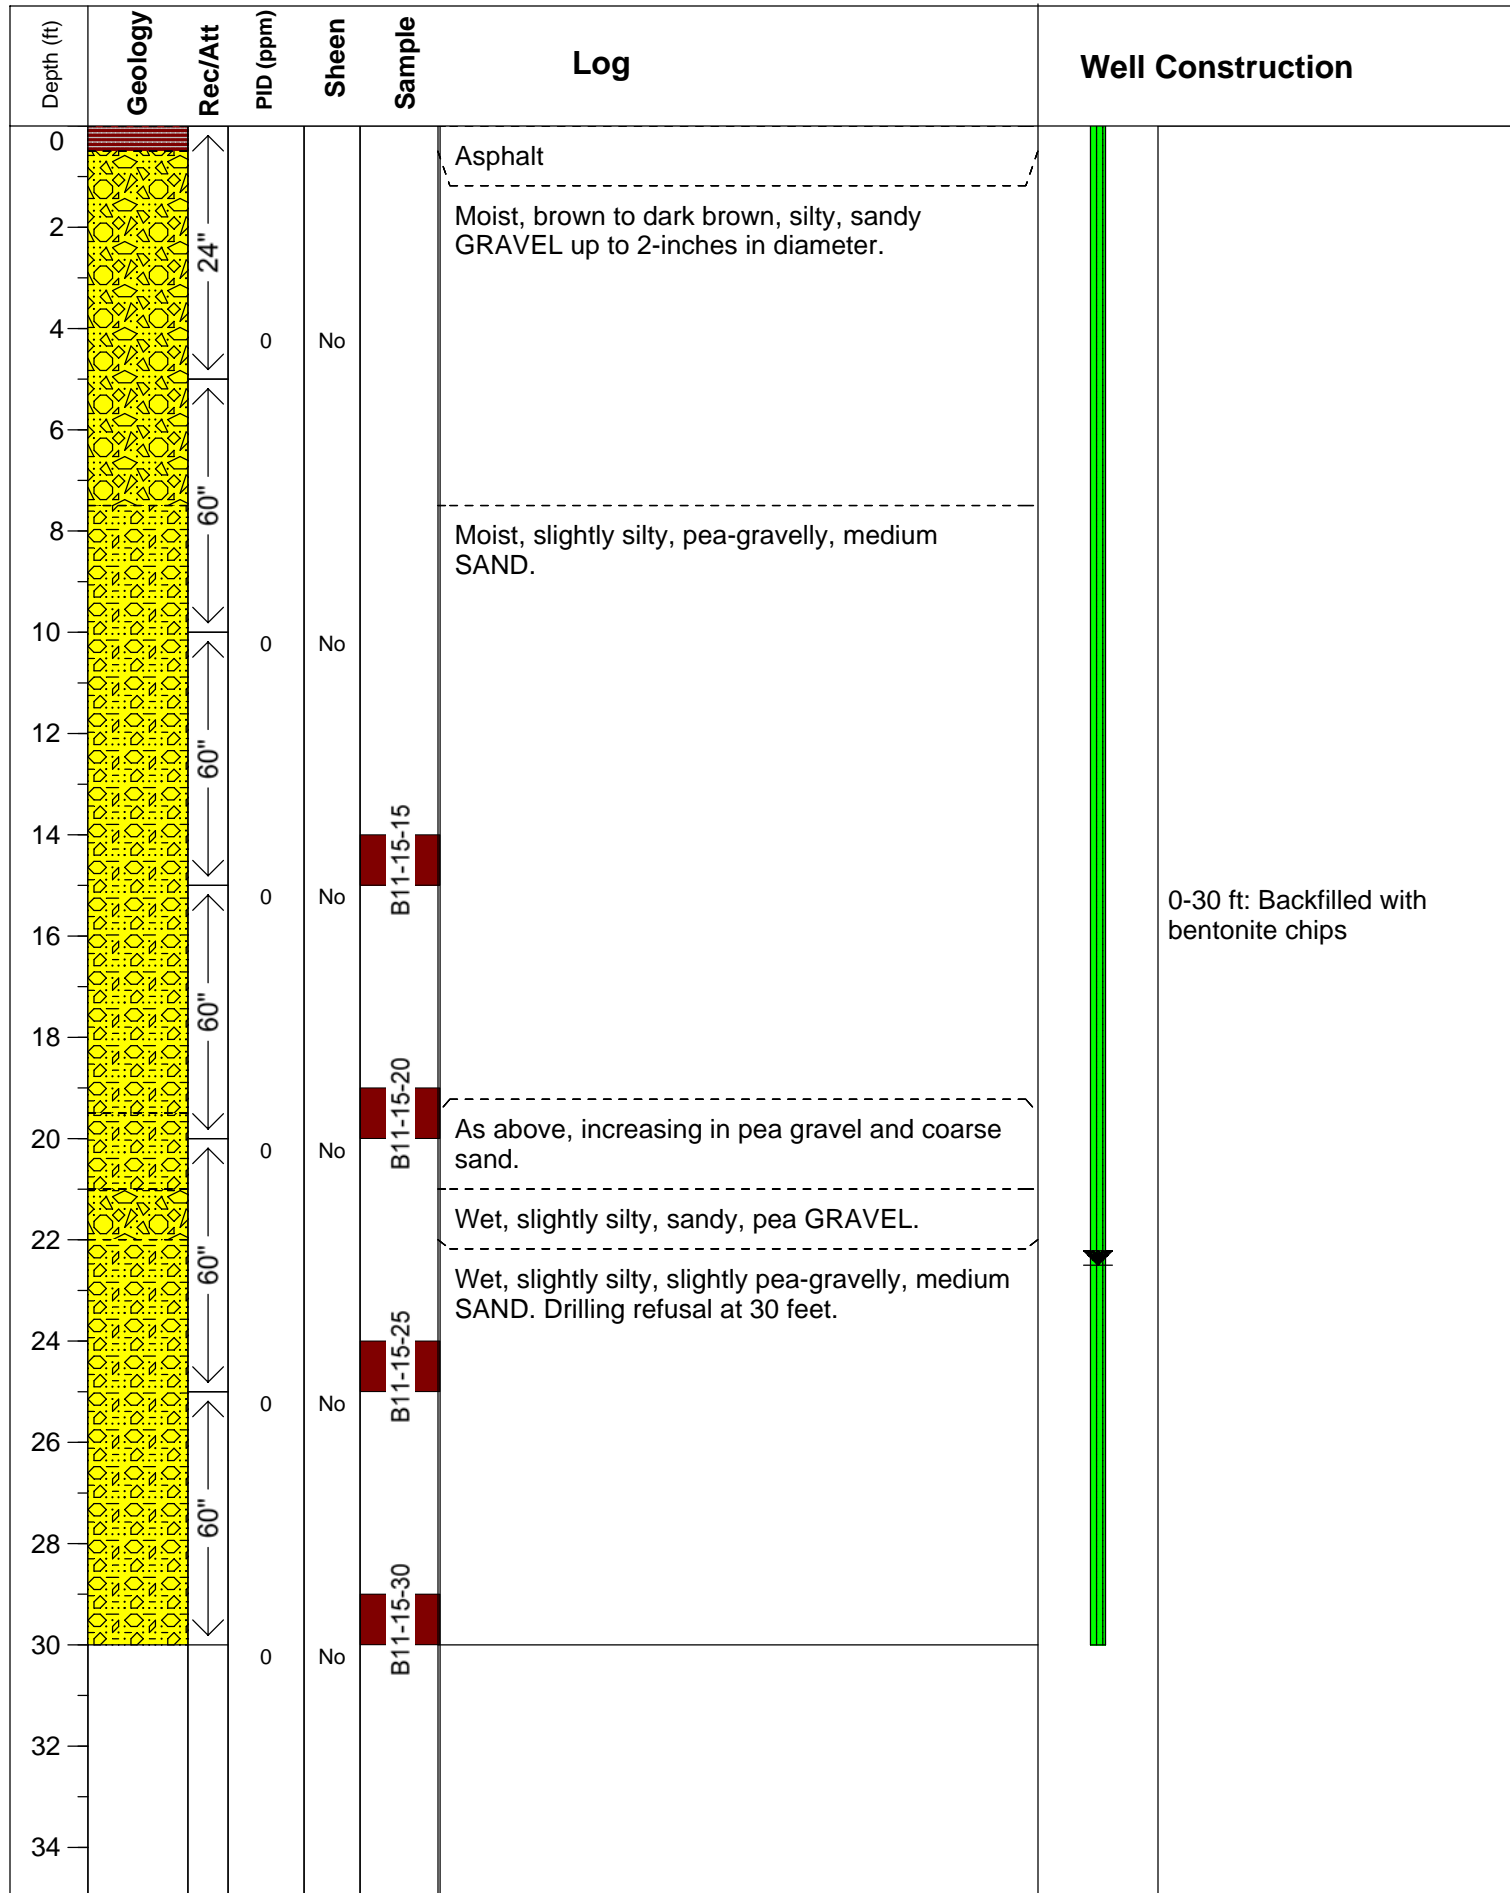 Depth (ft)
Geology
Rec/Att
PID (ppm)
Sheen
Sample
Log
Well Construction
0
Asphalt
Moist, brown to dark brown, silty, sandy
GRAVEL up to 2-inches in diameter.
2
24"
4
0
No
6
60"
8
Moist, slightly silty, pea-gravelly, medium
SAND.
10
0
No
12
60"
14
B11-15-15
0
No
0-30 ft: Backfilled with
bentonite chips
16
60"
18
B11-15-20
As above, increasing in pea gravel and coarse
sand.
20
0
No
Wet, slightly silty, sandy, pea GRAVEL.
22
60"
Wet, slightly silty, slightly pea-gravelly, medium
SAND. Drilling refusal at 30 feet.
24
B11-15-25
0
No
26
60"
28
B11-15-30
30
0
No
32
34